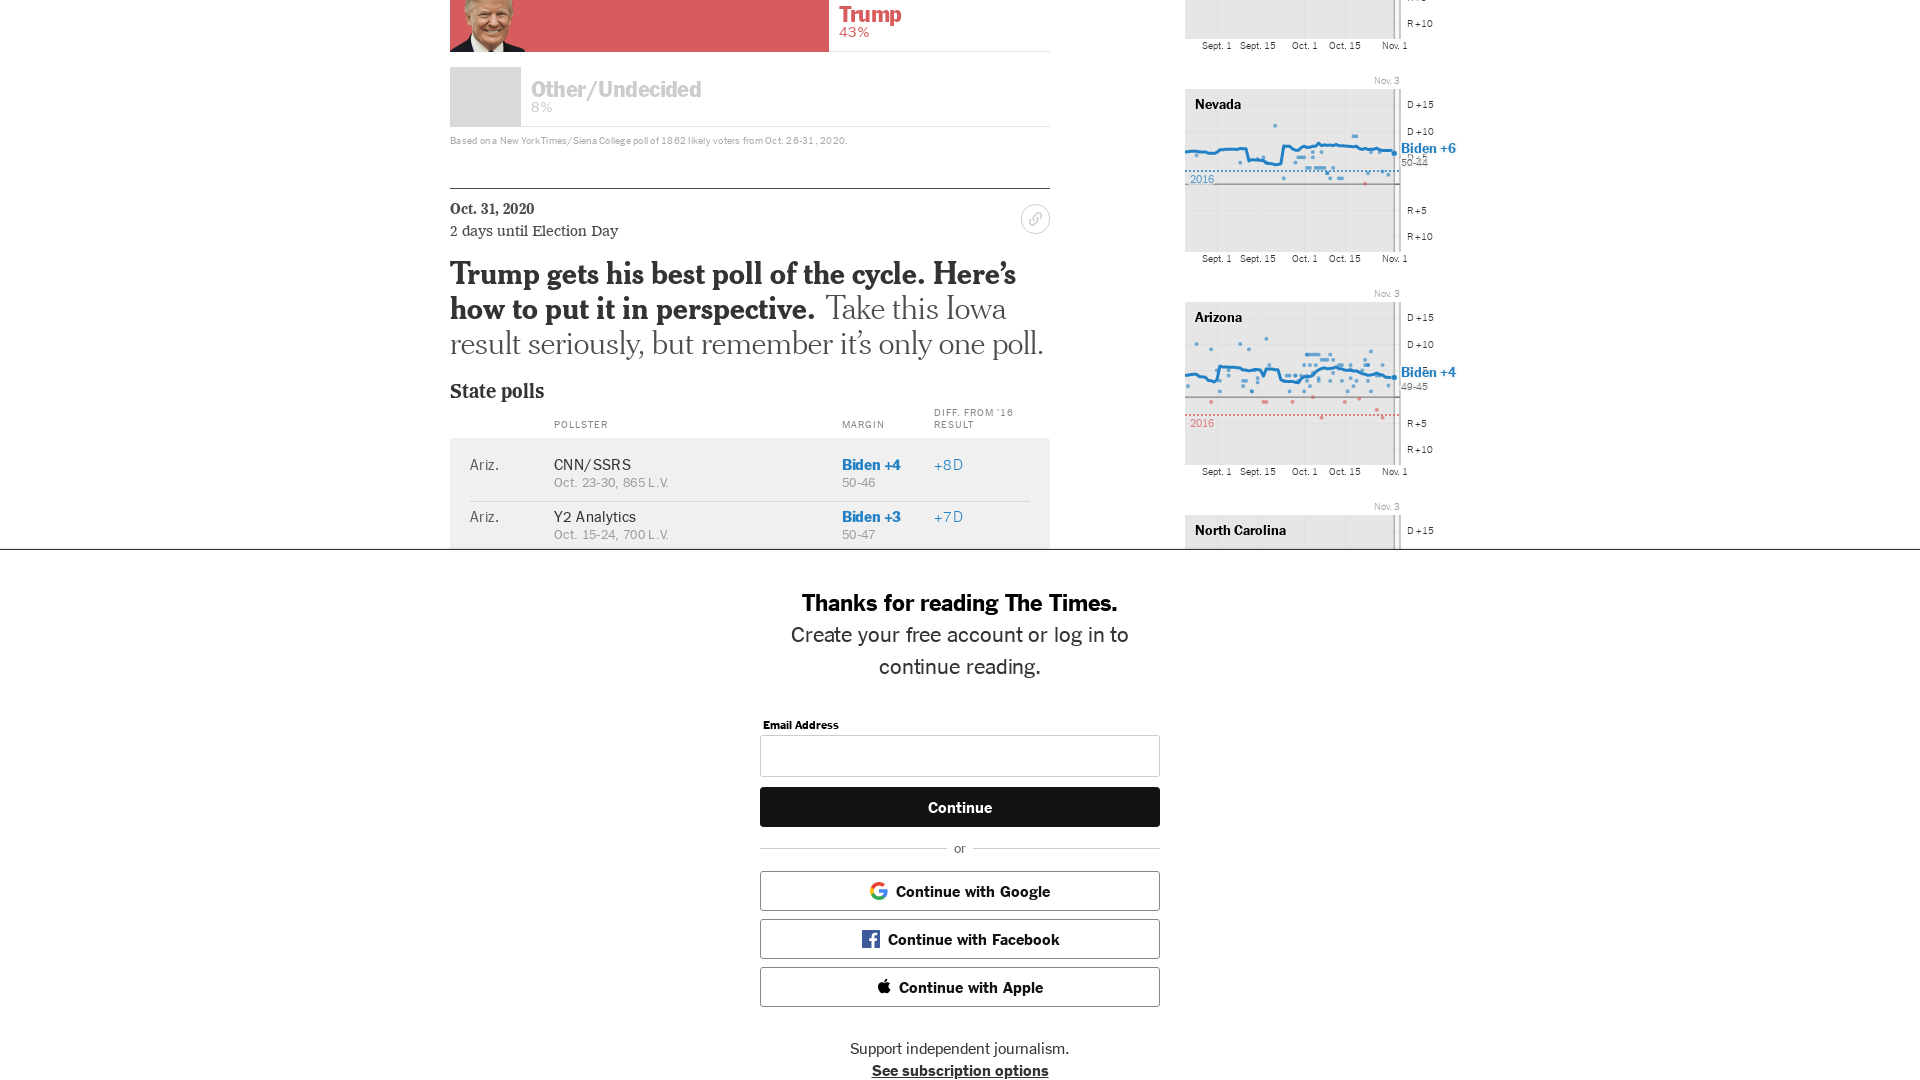 Trump
43%
Other/Undecided
8%
Based on a New York Times/Siena College poll of 1862 likely voters from Oct. 26-31, 2020.
Oct. 31, 2020
2 days until Election Day
Trump gets his best poll of the cycle. Here’s
how to put it in perspective. Take this Iowa
result seriously, but remember it’s only one poll.
State polls
POLLSTER MARGIN DIFF. FROM ’16
RESULT
Ariz. CNN/SSRS Biden +4 +8 D
Oct. 23-30, 865 L.V. 50-46
Ariz. Y2 Analytics Biden +3 +7 D
Oct. 15-24, 700 L.V. 50-47
R +10
Sept. 1 Sept. 15 Oct. 1 Oct. 15 Nov. 1
Nov. 3
Nevada
D +15
D +10
Biden +6
D +5
50-44
2016
R +5
R +10
Sept. 1 Sept. 15 Oct. 1 Oct. 15 Nov. 1
Nov. 3
Arizona
D +15
D +10
Biden +4
49-45
2016
R +5
R +10
Sept. 1 Sept. 15 Oct. 1 Oct. 15 Nov. 1
Nov. 3
North Carolina
D +15
Thanks for reading The Times.
Create your free account or log in to
continue reading.
Email Address
Continue
or
Continue with Google
Continue with Facebook
Continue with Apple
Support independent journalism.
See subscription options